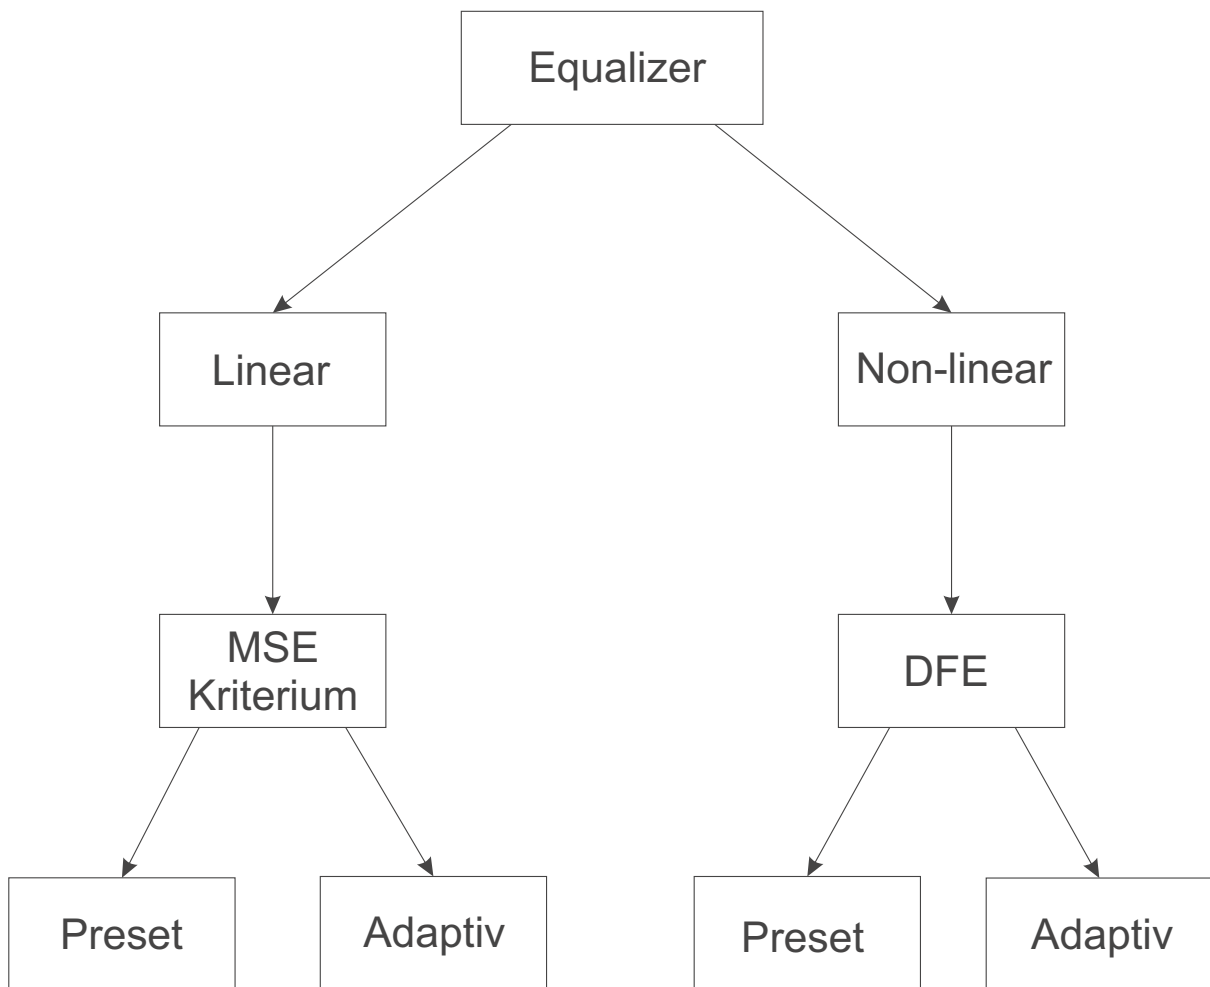 Equalizer
Linear
Non-linear
MSE
Kriterium
DFE
Preset
Adaptiv
Preset
Adaptiv